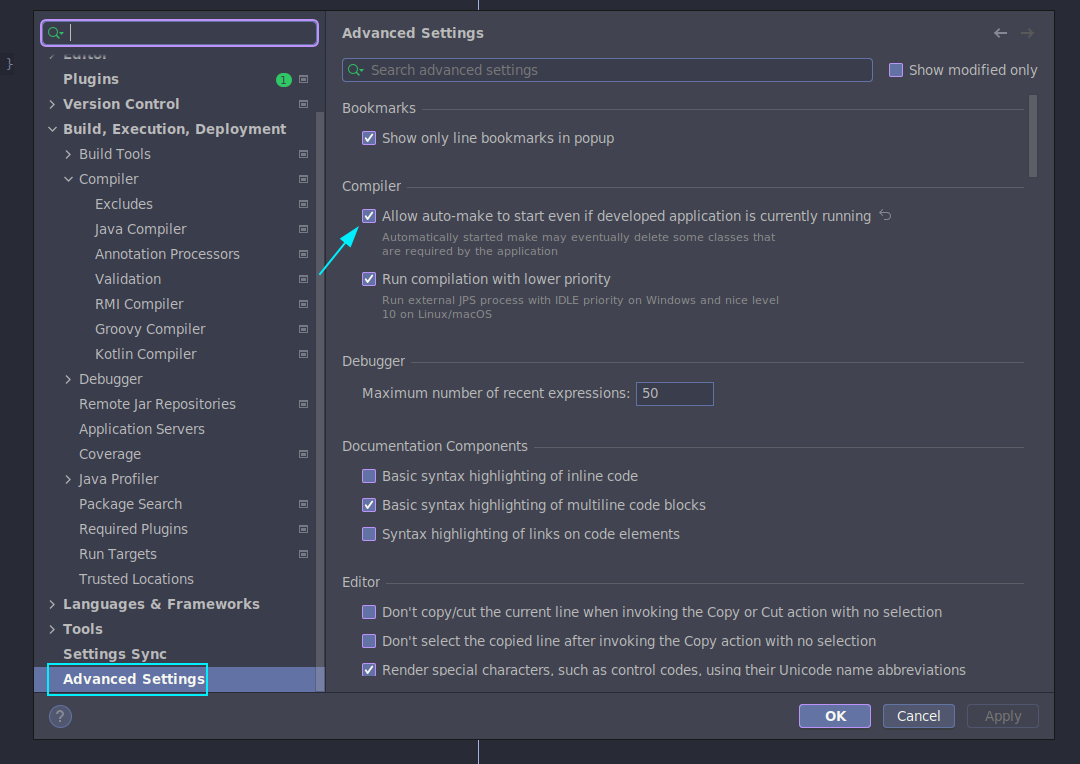 }
Editor
Plugins
1
Version Control
Build, Execution, Deployment
Build Tools
Compiler
Excludes
Java Compiler
Annotation Processors
Validation
RMI Compiler
Groovy Compiler
Kotlin Compiler
Debugger
Remote Jar Repositories
Application Servers
Coverage
Java Profiler
Package Search
Required Plugins
Run Targets
Trusted Locations
Languages & Frameworks
Tools
Settings Sync
Advanced Settings
Advanced Settings
Search advanced settings
Show modified only
Bookmarks
Show only line bookmarks in popup
Compiler
Allow auto-make to start even if developed application is currently running
Automatically started make may eventually delete some classes that
are required by the application
Run compilation with lower priority
Run external JPS process with IDLE priority on Windows and nice level
10 on Linux/macOS
Debugger
Maximum number of recent expressions: 50
Documentation Components
Basic syntax highlighting of inline code
Basic syntax highlighting of multiline code blocks
Syntax highlighting of links on code elements
Editor
Don't copy/cut the current line when invoking the Copy or Cut action with no selection
Don't select the copied line after invoking the Copy action with no selection
Render special characters, such as control codes, using their Unicode name abbreviations
?
OK
Cancel
Apply